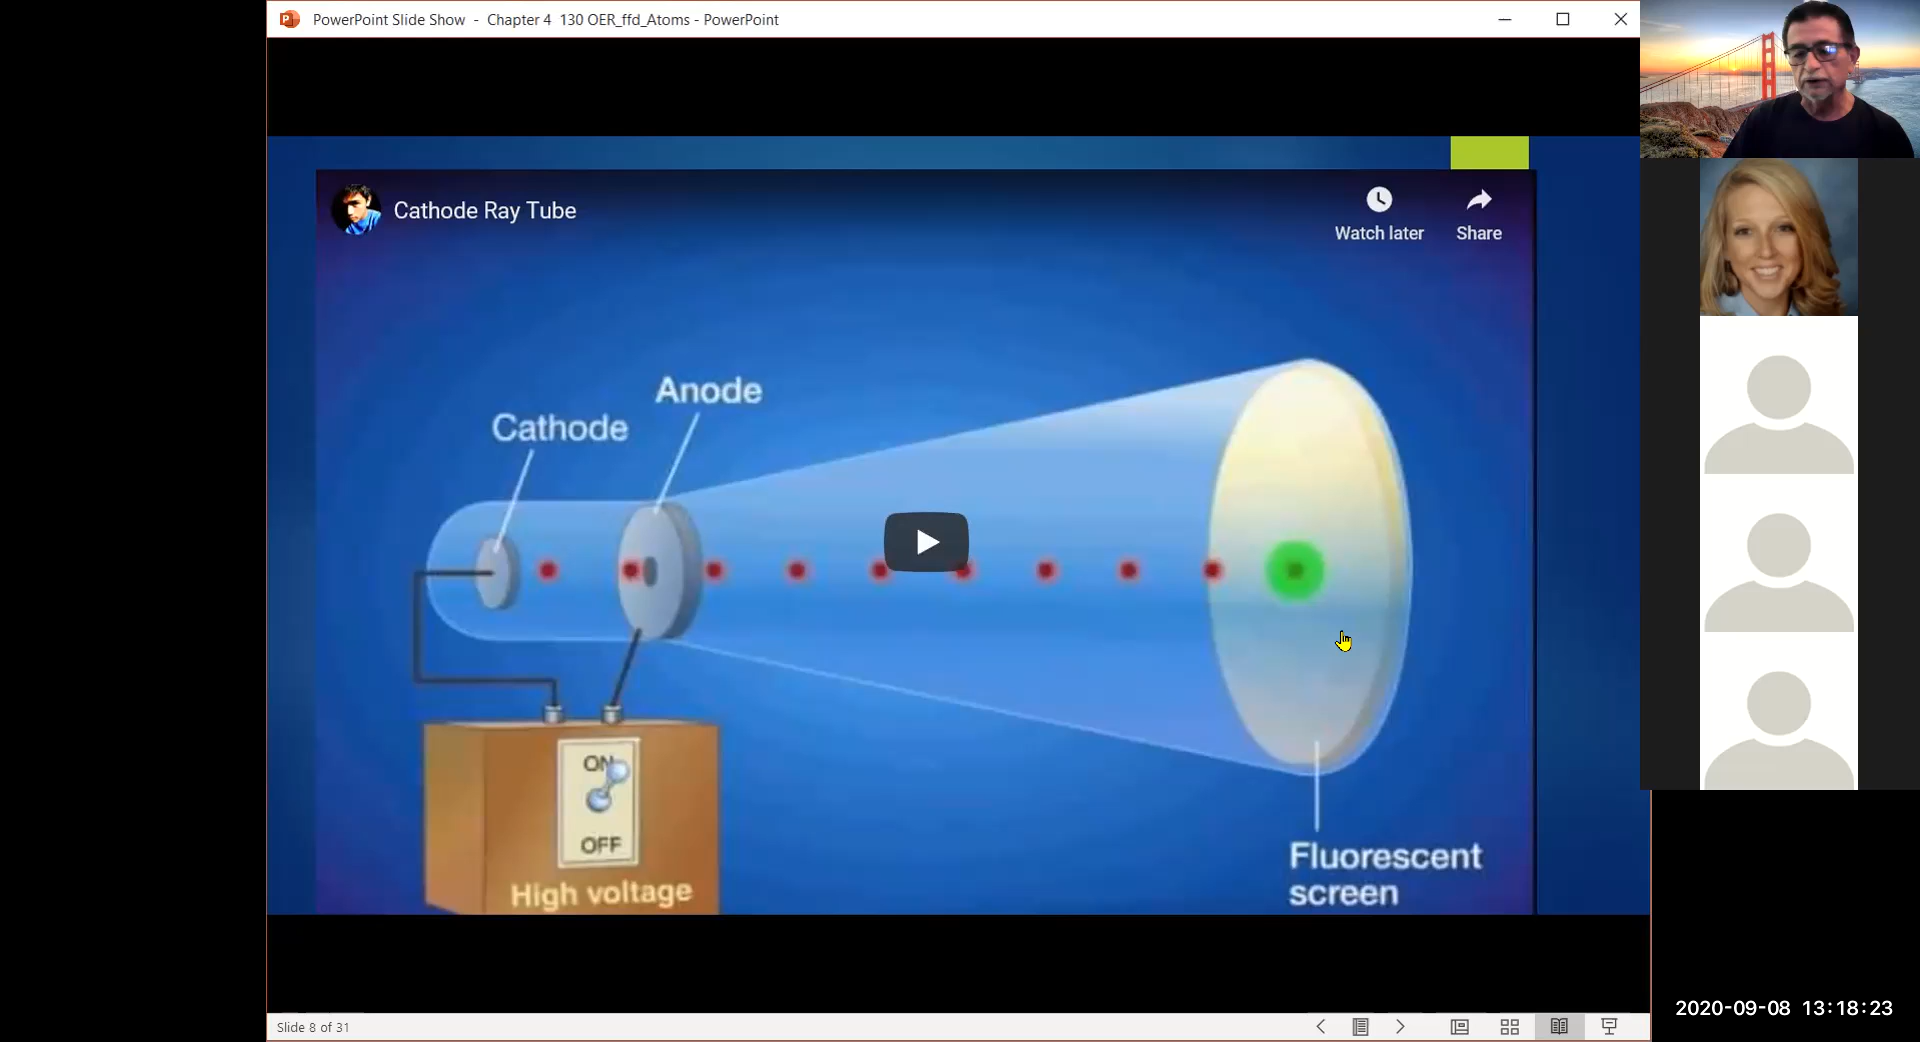 PowerPoint Slide Show - Chapter 4 130 OER_ffd_Atoms - PowerPoint
Cathode Ray Tube
Watch later
Share
Anode
Cathode
ON
OFF
High voltage
Fluorescent
screen
2020-09-08 13:18:23
Slide 8 of 31